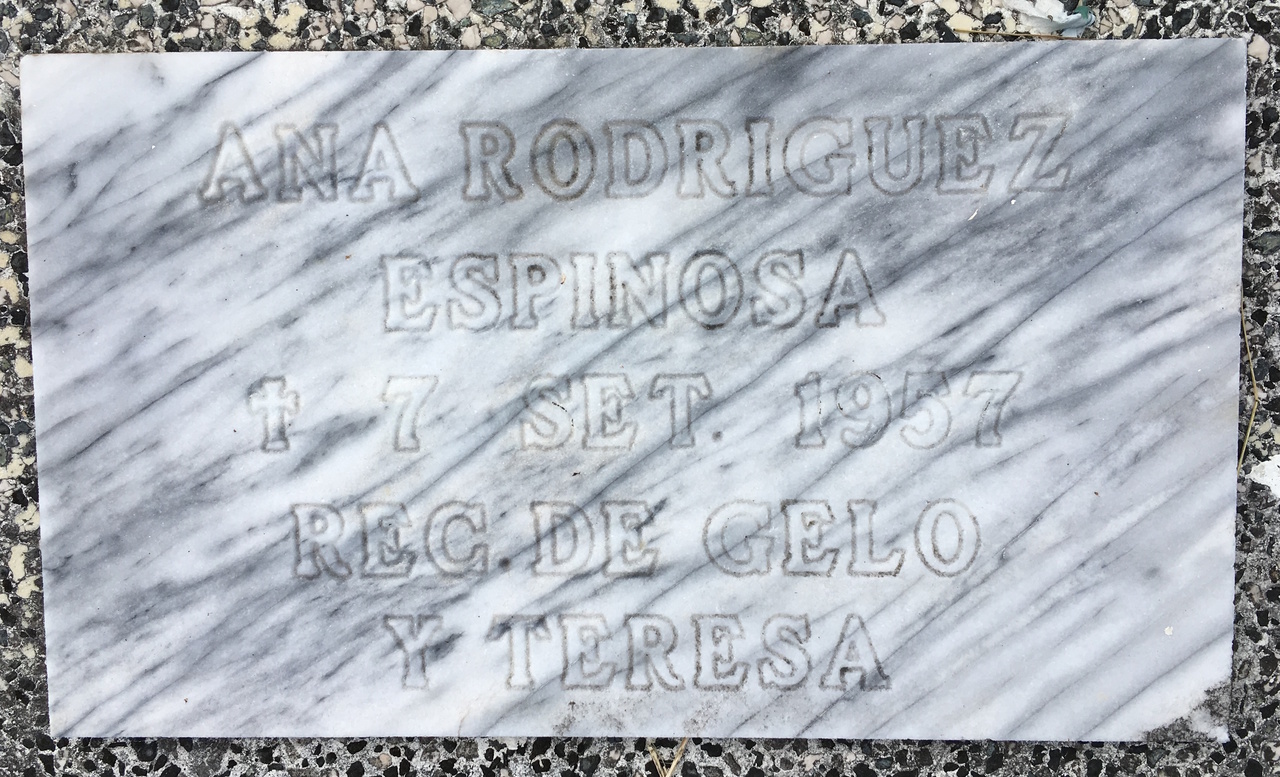 ANA RODRIGUEZ
ESPINOSA
✝ 7 SET. 1957
REC. DE GELO
Y TERESA